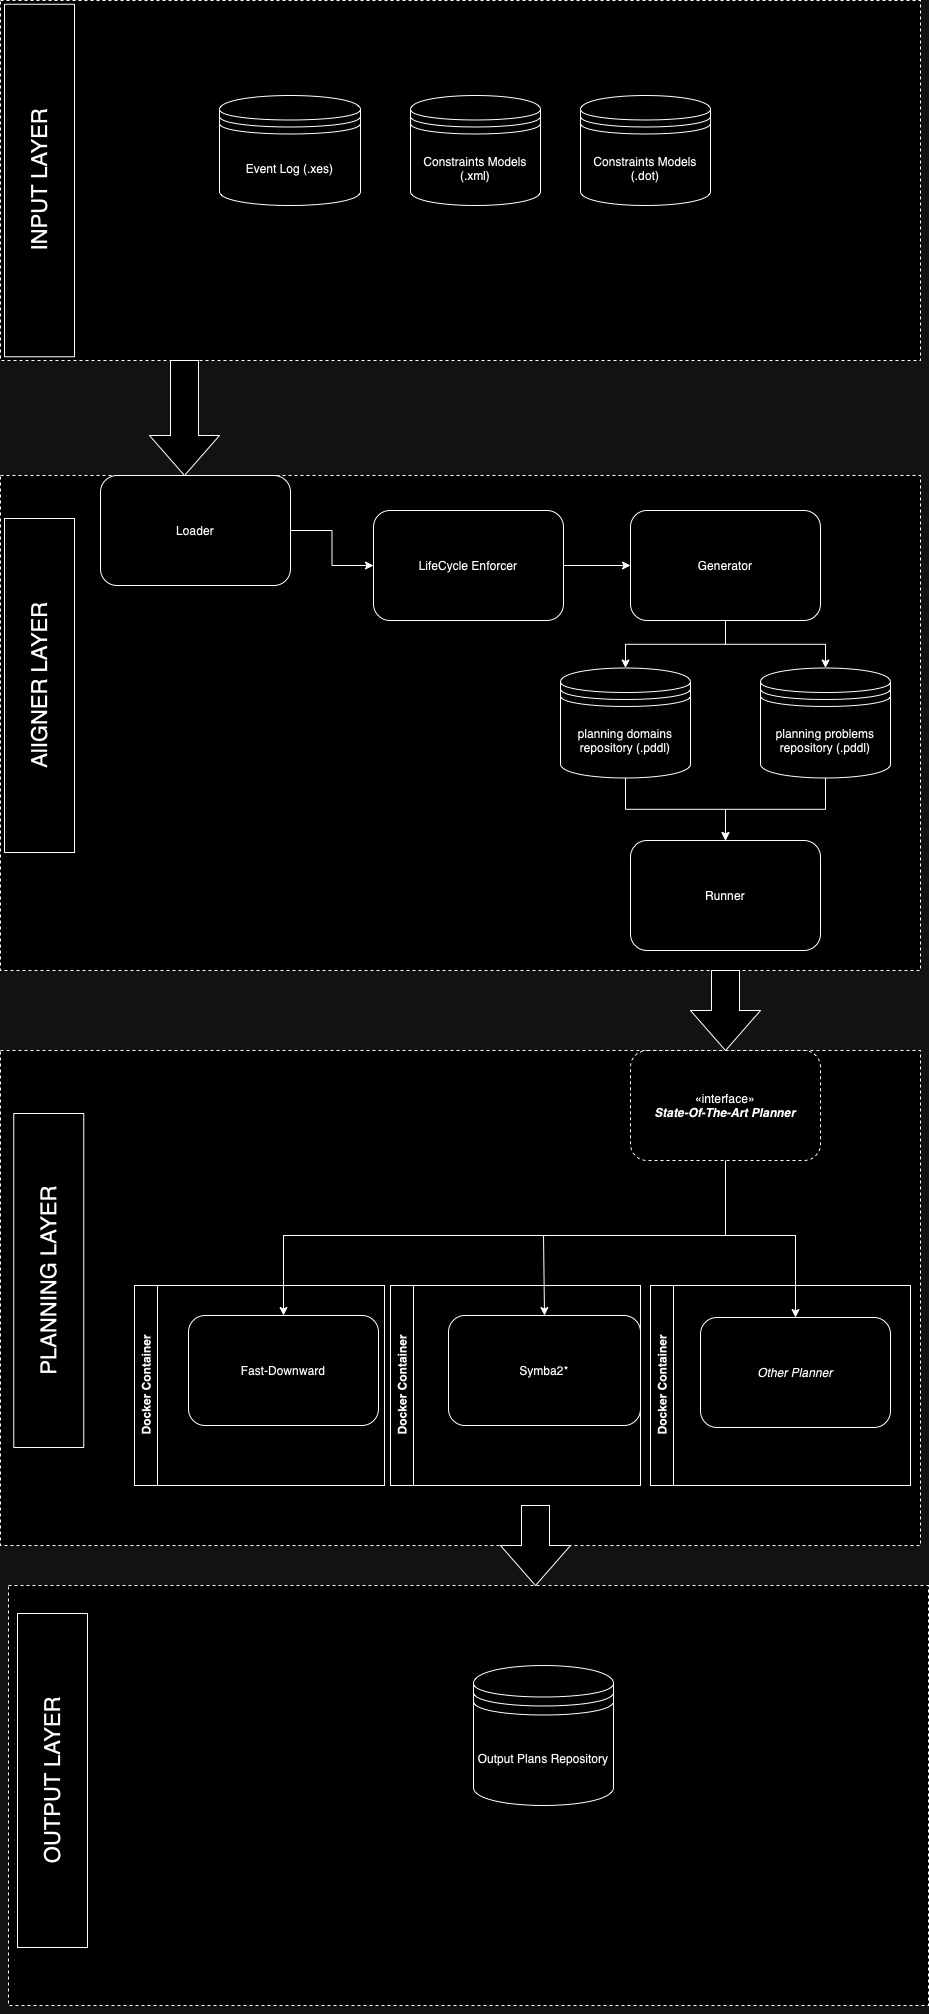 INPUT LAYER
Event Log (.xes)
Constraints Models
(.xml)
Constraints Models
(.dot)
AlIGNER LAYER
Loader
LifeCycle Enforcer
Generator
planning domains
repository (.pddl)
planning problems
repository (.pddl)
Runner
PLANNING LAYER
«interface»
State-Of-The-Art Planner
Docker Container
Fast-Downward
Docker Container
Symba2*
Docker Container
Other Planner
OUTPUT LAYER
Output Plans Repository